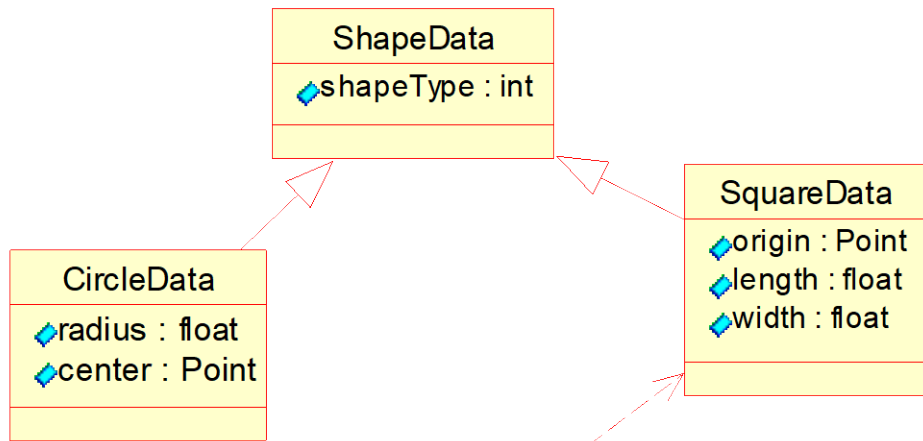 ShapeData
shapeType : int
SquareData
origin : Point
length : float
width : float
CircleData
radius : float
center : Point